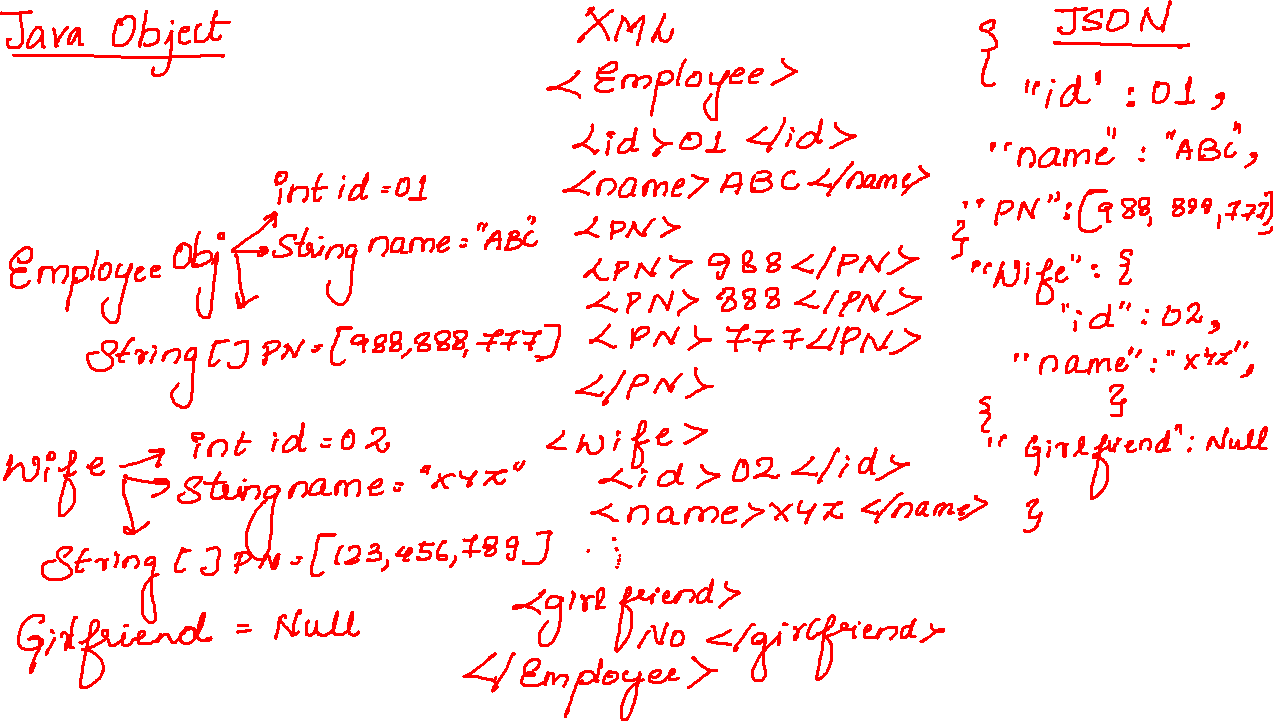 Java Object
int id = 01
Employee Obj
String name = "ABC"
String [] PN = [988,888,777]
Wife
int id = 02
String name = "XYZ"
String [] PN = [123,456,789]
Girlfriend = Null
XML
<Employee>
<id>01 </id>
<name>ABC</name>
<PN>
<PN>988</PN>
<PN>888</PN>
<PN>777</PN>
</PN>
<wife>
<id>02</id>
<name>XYZ</name>
<girlfriend>
No </girlfriend>
</Employee>
JSON
{
"id" : 01,
"name" : "ABC",
"PN" : [988, 899, 777]
}
"Wife" : {
"id" : 02,
"name" : "XYZ",
}
{
"Girlfriend" : Null
}